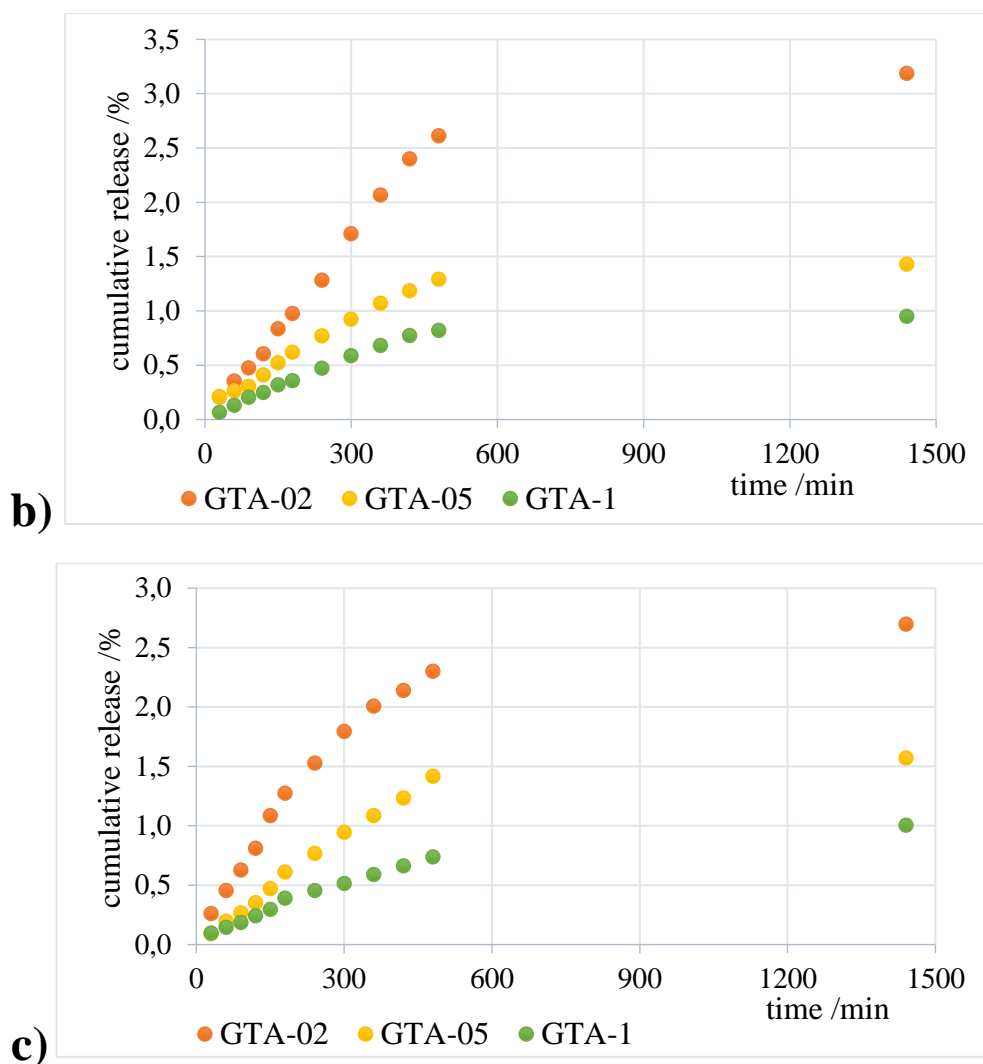 3,5
3,0
2,5
2,0
1,5
1,0
0,5
0,0
cumulative release /%
0 300 600 900 1200 1500
time /min
GTA-02 GTA-05 GTA-1
b)
3,0
2,5
2,0
1,5
1,0
0,5
0,0
cumulative release /%
0 300 600 900 1200 1500
time /min
GTA-02 GTA-05 GTA-1
c)